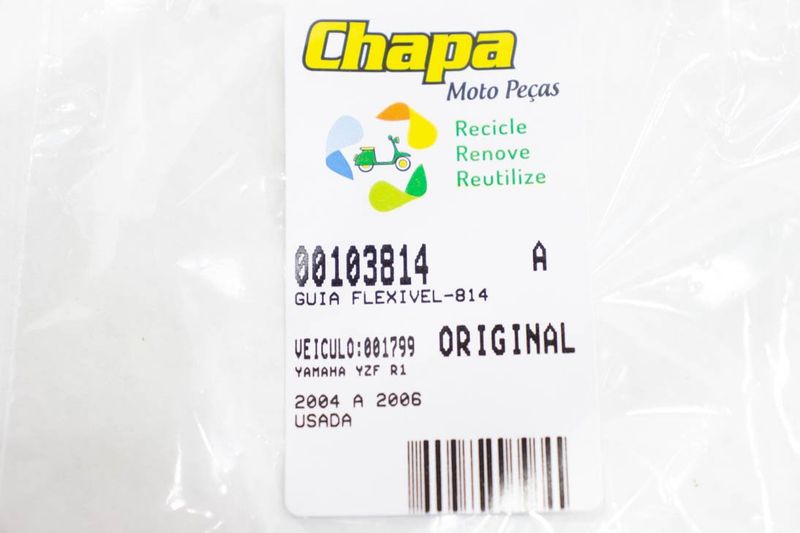 Chapa
Moto Peças
Recicle
Renove
Reutilize
00103814 A
GUIA FLEXIVEL-814
VEICULO:001799 ORIGINAL
YAMAHA YZF R1
2004 A 2006
USADA